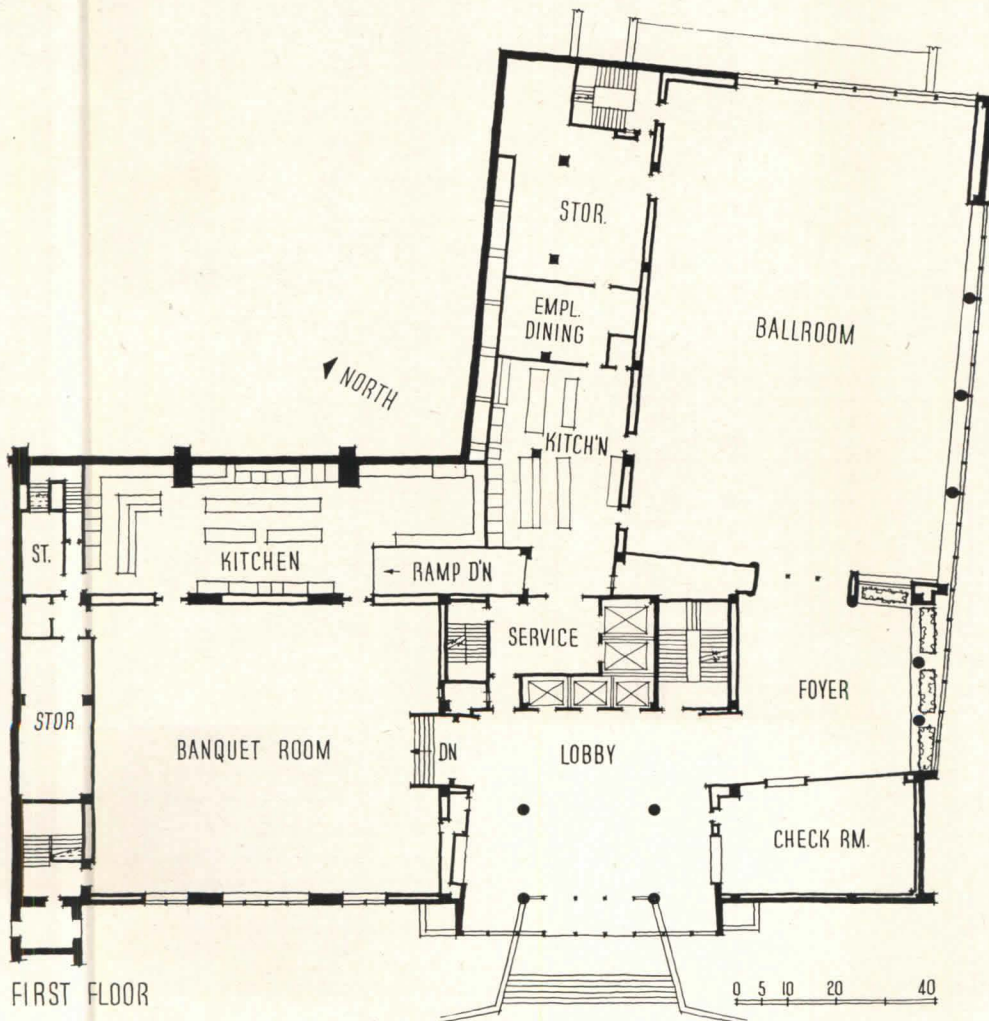 STOR.
EMPL.
DINING
BALLROOM
NORTH
KITCH'N
ST.
KITCHEN
RAMP D'N
SERVICE
FOYER
STOR
BANQUET ROOM
DN
LOBBY
CHECK RM.
FIRST FLOOR
0 5 10 20 40